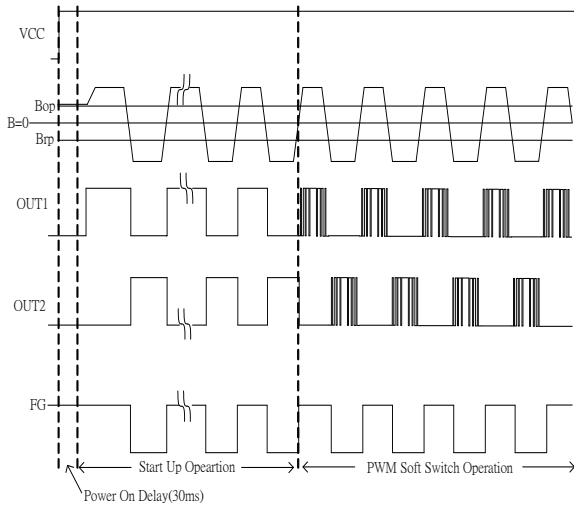 VCC
Bop
B=0
Brp
OUT1
OUT2
FG
Start Up Opeartion
PWM Soft Switch Operation
Power On Delay(30ms)